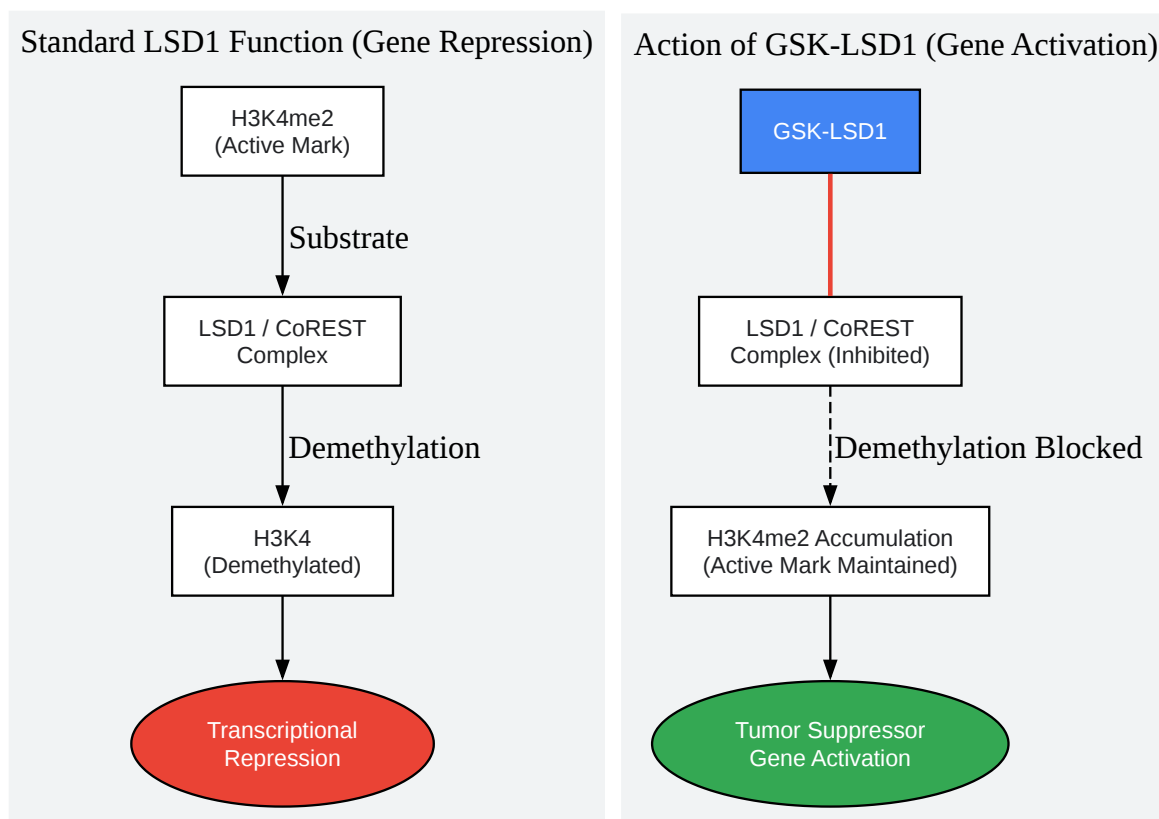 Standard LSD1 Function (Gene Repression)
H3K4me2
(Active Mark)
Substrate
LSD1 / CoREST
Complex
Demethylation
H3K4
(Demethylated)
Transcriptional
Repression
Action of GSK-LSD1 (Gene Activation)
GSK-LSD1
LSD1 / CoREST
Complex (Inhibited)
Demethylation Blocked
H3K4me2 Accumulation
(Active Mark Maintained)
Tumor Suppressor
Gene Activation